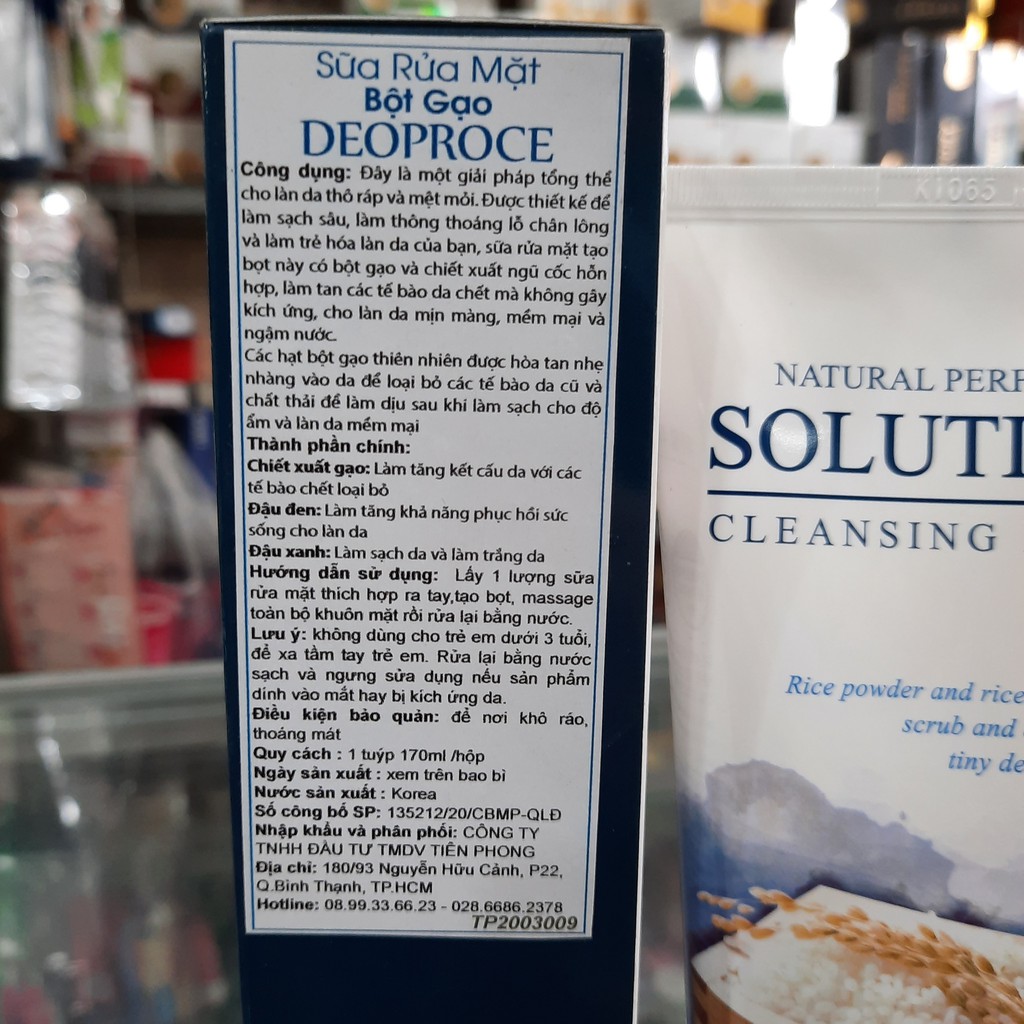 Sữa Rửa Mặt
Bột Gạo
DEOPROCE
Công dụng: Đây là một giải pháp tổng thể
cho làn da thô ráp và mệt mỏi. Được thiết kế để
làm sạch sâu, làm thông thoáng lỗ chân lông
và làm trẻ hóa làn da của bạn, sữa rửa mặt tạo
bọt này có bột gạo và chiết xuất ngũ cốc hỗn
hợp, làm tan các tế bào da chết mà không gây
kích ứng, cho làn da mịn màng, mềm mại và
ngậm nước.
Các hạt bột gạo thiên nhiên được hòa tan nhẹ
nhàng vào da để loại bỏ các tế bào da cũ và
chất thải để làm dịu sau khi làm sạch cho độ
ẩm và làn da mềm mại
Thành phần chính:
Chiết xuất gạo: Làm tăng kết cấu da với các
tế bào chết loại bỏ
Đậu đen: Làm tăng khả năng phục hồi sức
sống cho làn da
Đậu xanh: Làm sạch da và làm trắng da
Hướng dẫn sử dụng: Lấy 1 lượng sữa
rửa mặt thích hợp ra tay,tạo bọt, massage
toàn bộ khuôn mặt rồi rửa lại bằng nước.
Lưu ý: không dùng cho trẻ em dưới 3 tuổi,
để xa tầm tay trẻ em. Rửa lại bằng nước
sạch và ngưng sửa dụng nếu sản phẩm
dính vào mắt hay bị kích ứng da.
Điều kiện bảo quản: để nơi khô ráo,
thoáng mát
Quy cách : 1 tuýp 170ml /hộp
Ngày sản xuất : xem trên bao bì
Nước sản xuất : Korea
Số công bố SP: 135212/20/CBMP-QLĐ
Nhập khẩu và phân phối: CÔNG TY
TNHH ĐẦU TƯ TMDV TIÊN PHONG
Địa chỉ: 180/93 Nguyễn Hữu Cảnh, P22,
Q.Bình Thạnh, TP.HCM
Hotline: 08.99.33.66.23 - 028.6686.2378
TP2003009
K1065
NATURAL PERF
SOLUTI
CLEANSING
Rice powder and rice
scrub and
tiny de